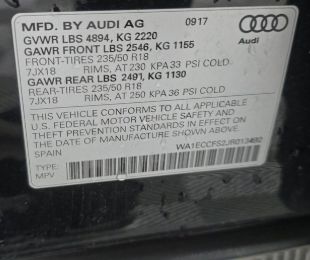 MFD. BY AUDI AG 09/17
GVWR LBS 4894, KG 2220
GAWR FRONT LBS 2546, KG 1155
FRONT-TIRES 235/50 R18
7JX18 RIMS, AT 230 KPA 33 PSI COLD
GAWR REAR LBS 2491, KG 1130
REAR-TIRES 235/50 R18
7JX18 RIMS, AT 250 KPA 36 PSI COLD
THIS VEHICLE CONFORMS TO ALL APPLICABLE
U.S. FEDERAL MOTOR VEHICLE SAFETY AND
THEFT PREVENTION STANDARDS IN EFFECT ON
THE DATE OF MANUFACTURE SHOWN ABOVE.
SPAIN
WA1ECCFS2JR013492
TYPE:
MPV
Audi